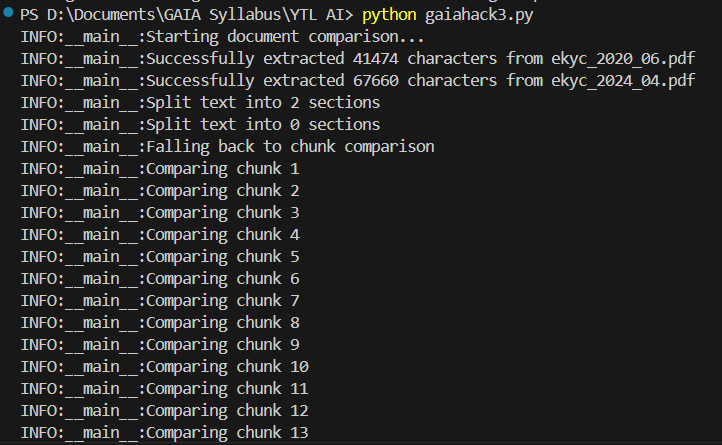 PS D:\Documents\GAIA Syllabus\YTL AI> python gaiahack3.py
INFO:__main__:Starting document comparison...
INFO:__main__:Successfully extracted 41474 characters from ekyc_2020_06.pdf
INFO:__main__:Successfully extracted 67660 characters from ekyc_2024_04.pdf
INFO:__main__:Split text into 2 sections
INFO:__main__:Split text into 0 sections
INFO:__main__:Falling back to chunk comparison
INFO:__main__:Comparing chunk 1
INFO:__main__:Comparing chunk 2
INFO:__main__:Comparing chunk 3
INFO:__main__:Comparing chunk 4
INFO:__main__:Comparing chunk 5
INFO:__main__:Comparing chunk 6
INFO:__main__:Comparing chunk 7
INFO:__main__:Comparing chunk 8
INFO:__main__:Comparing chunk 9
INFO:__main__:Comparing chunk 10
INFO:__main__:Comparing chunk 11
INFO:__main__:Comparing chunk 12
INFO:__main__:Comparing chunk 13